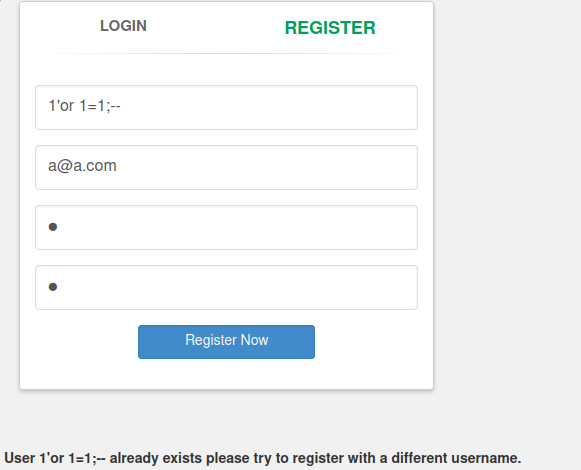 LOGIN
REGISTER
1'or 1=1;--
a@a.com
●
●
Register Now
User 1'or 1=1;-- already exists please try to register with a different username.